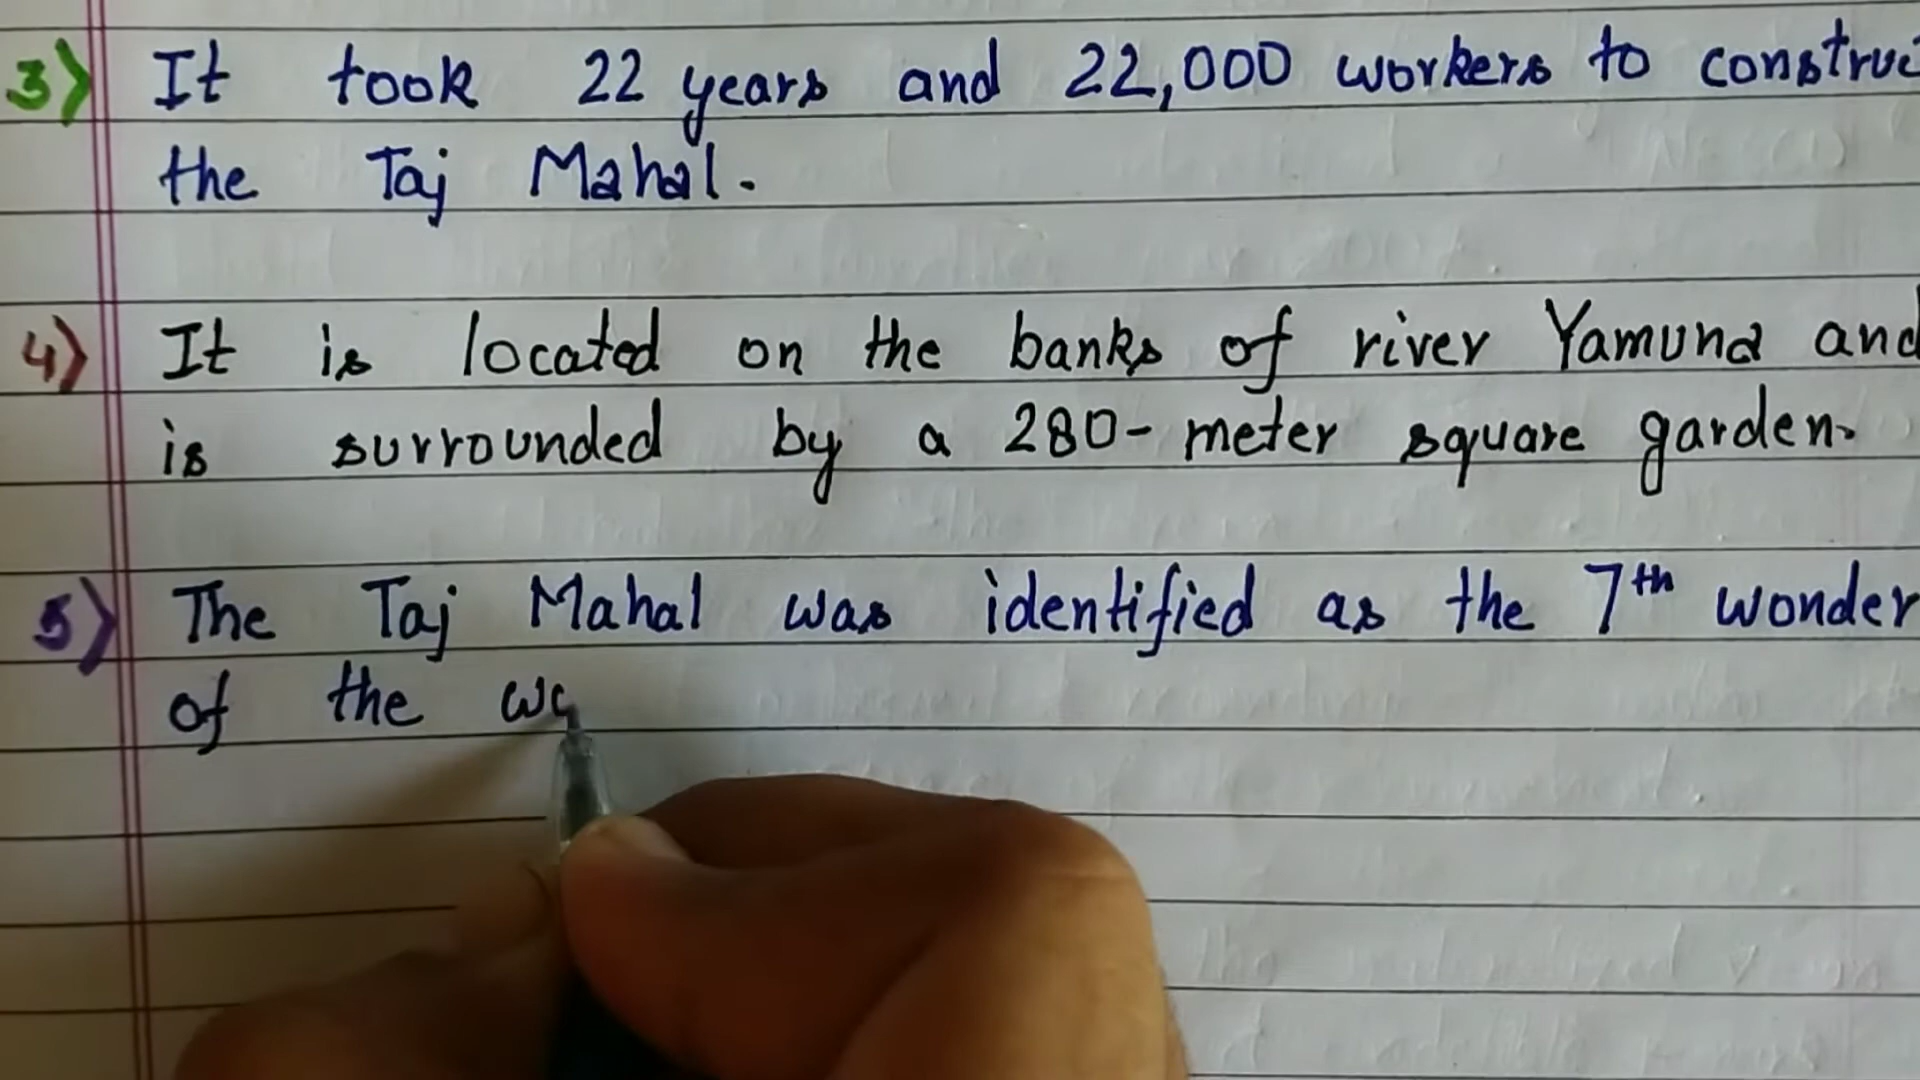 3) It took 22 years and 22,000 workers to construc
the Taj Mahal.
4) It is located on the banks of river Yamuna and
is surrounded by a 280-meter square garden.
5) The Taj Mahal was identified as the 7th wonder
of the wo